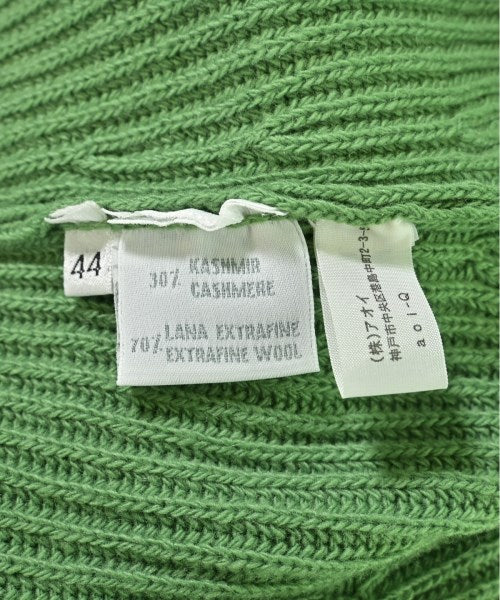 44
30% KASHMIR
CASHMERE
70% LANA EXTRAFINE
EXTRAFINE WOOL
(株)アオイ
神戸市中央区港島中町2-3-
aoi-Q